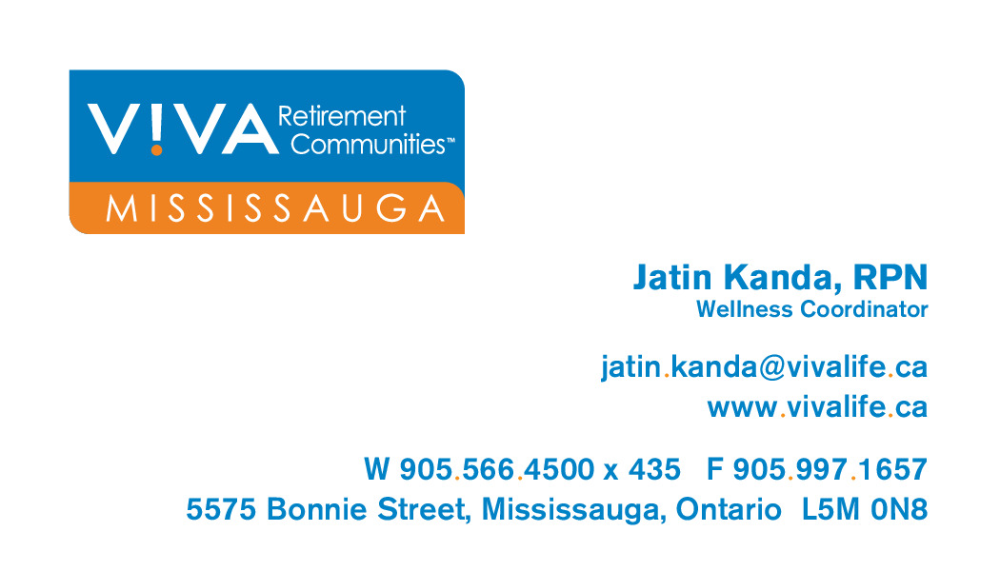 V!VA Retirement
Communities™
MISSISSAUGA
Jatin Kanda, RPN
Wellness Coordinator
jatin.kanda@vivalife.ca
www.vivalife.ca
W 905.566.4500 x 435 F 905.997.1657
5575 Bonnie Street, Mississauga, Ontario L5M 0N8